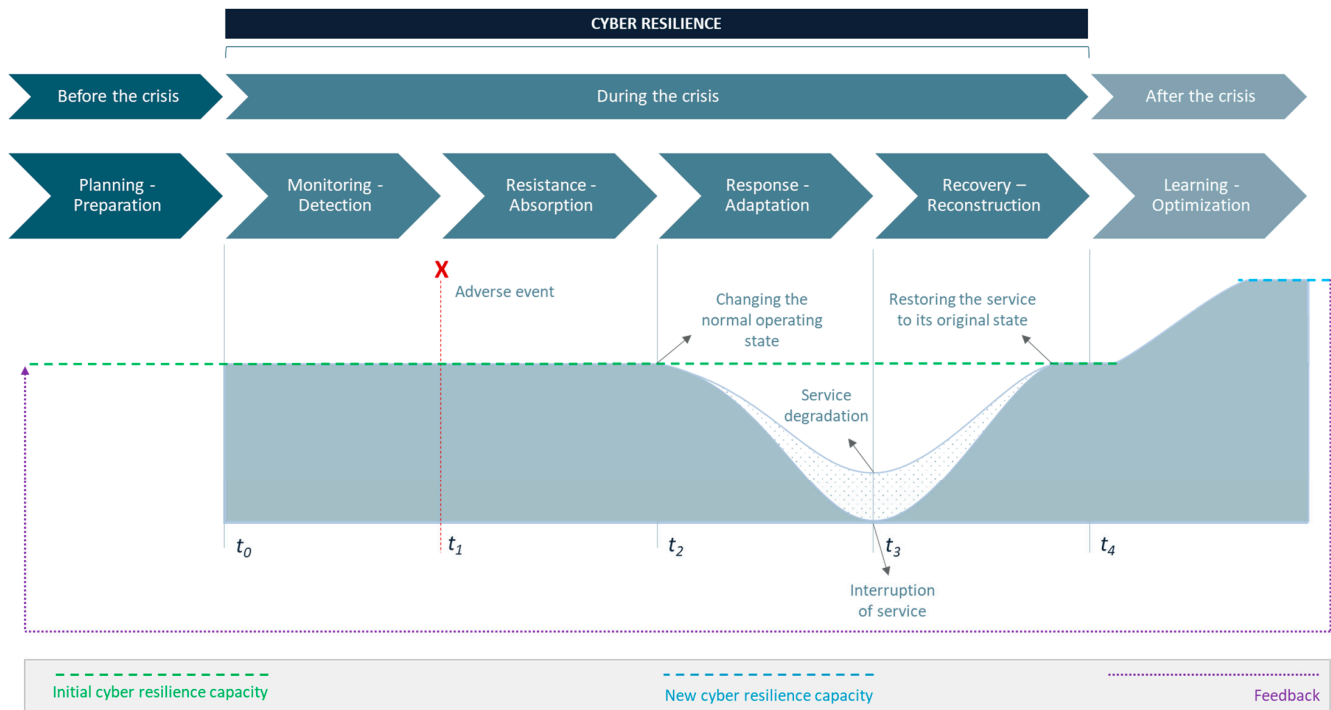 CYBER RESILIENCE
Before the crisis
During the crisis
After the crisis
Planning -
Preparation
Monitoring -
Detection
Resistance -
Absorption
Response -
Adaptation
Recovery –
Reconstruction
Learning -
Optimization
X
Adverse event
Changing the
normal operating
state
Restoring the service
to its original state
Service
degradation
t0
t1
t2
t3
t4
Interruption
of service
Initial cyber rsilience capacity
New cyber resilience capacity
Feedback